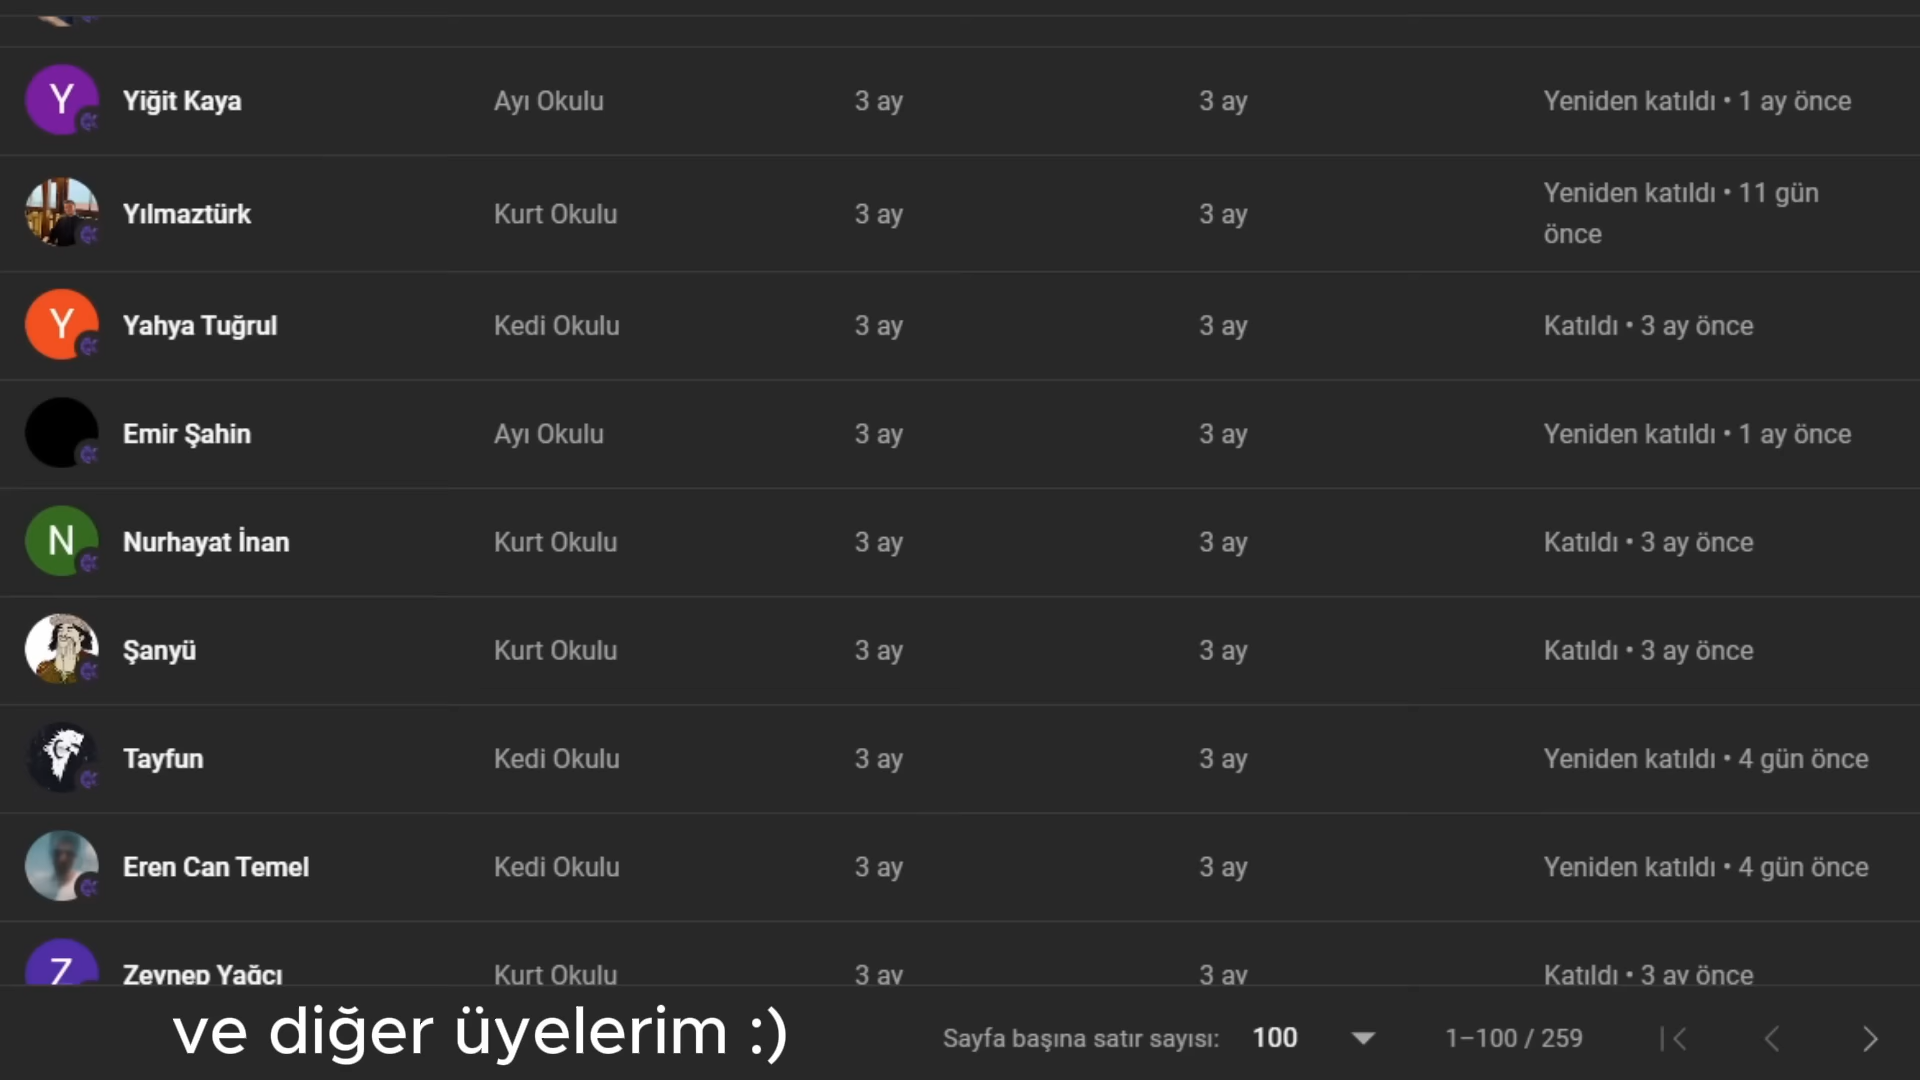 Y Yiğit Kaya Ayı Okulu 3 ay 3 ay Yeniden katıldı • 1 ay önce
Yılmaztürk Kurt Okulu 3 ay 3 ay Yeniden katıldı • 11 gün
önce
Y Yahya Tuğrul Kedi Okulu 3 ay 3 ay Katıldı • 3 ay önce
Emir Şahin Ayı Okulu 3 ay 3 ay Yeniden katıldı • 1 ay önce
N Nurhayat İnan Kurt Okulu 3 ay 3 ay Katıldı • 3 ay önce
Şanyü Kurt Okulu 3 ay 3 ay Katıldı • 3 ay önce
Tayfun Kedi Okulu 3 ay 3 ay Yeniden katıldı • 4 gün önce
Eren Can Temel Kedi Okulu 3 ay 3 ay Yeniden katıldı • 4 gün önce
Z Zeynep Yağcı Kurt Okulu 3 ay 3 ay Katıldı • 3 ay önce
ve diğer üyelerim :) Sayfa başına satır sayısı: 100 1–100 / 259